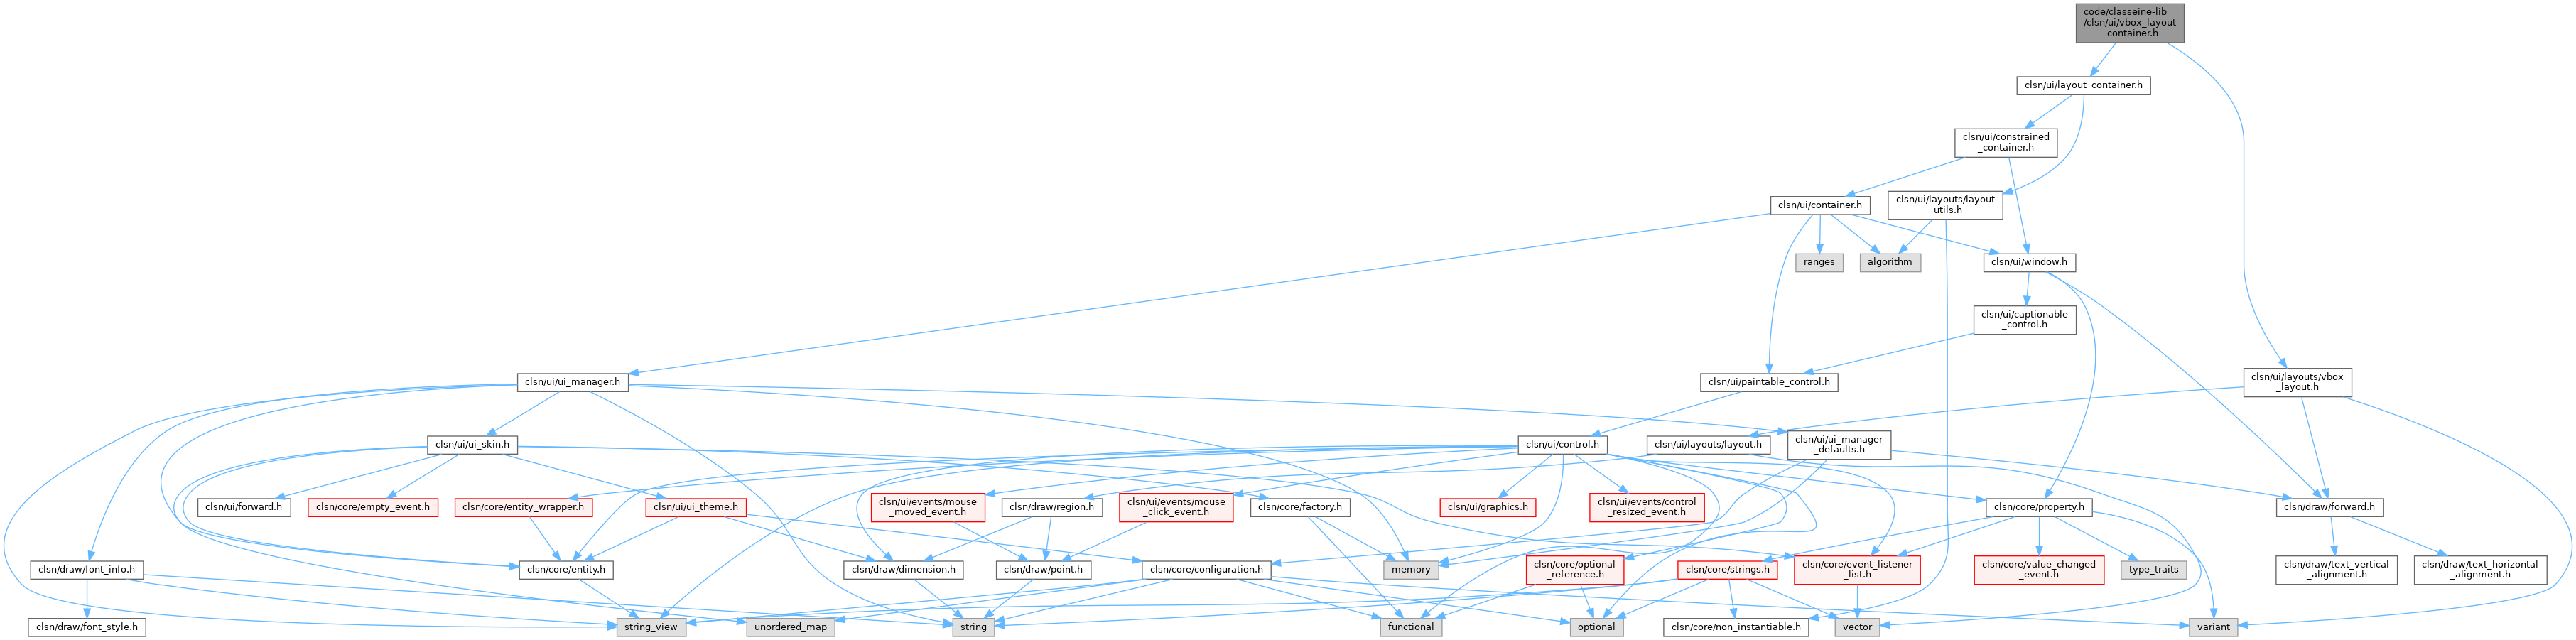 code/classeine-lib
/clsn/ui/vbox_layout
_container.h
clsn/ui/layout_container.h
clsn/ui/constrained
_container.h
clsn/ui/container.h
clsn/ui/layouts/layout
_utils.h
ranges
algorithm
clsn/ui/window.h
clsn/ui/captionable
_control.h
clsn/ui/ui_manager.h
clsn/ui/paintable_control.h
clsn/ui/layouts/vbox
_layout.h
clsn/ui/ui_skin.h
clsn/ui/control.h
clsn/ui/layouts/layout.h
clsn/ui/ui_manager
_defaults.h
clsn/ui/forward.h
clsn/core/empty_event.h
clsn/core/entity_wrapper.h
clsn/ui/ui_theme.h
clsn/ui/events/mouse
_moved_event.h
clsn/draw/region.h
clsn/ui/events/mouse
_click_event.h
clsn/core/factory.h
clsn/ui/graphics.h
clsn/ui/events/control
_resized_event.h
clsn/core/property.h
clsn/draw/forward.h
clsn/draw/font_info.h
clsn/core/entity.h
clsn/draw/dimension.h
clsn/draw/point.h
clsn/core/configuration.h
memory
clsn/core/optional
_reference.h
clsn/core/strings.h
clsn/core/event_listener
_list.h
clsn/core/value_changed
_event.h
type_traits
clsn/draw/text_vertical
_alignment.h
clsn/draw/text_horizontal
_alignment.h
clsn/draw/font_style.h
string_view
unordered_map
string
functional
optional
clsn/core/non_instantiable.h
vector
variant